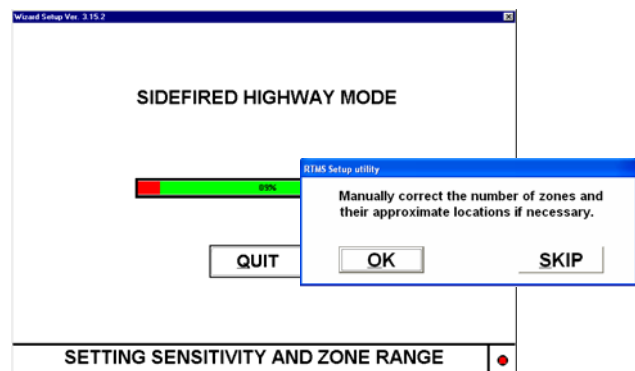 Wizard Setup Ver. 3.15.2
SIDEFIRED HIGHWAY MODE
RTMS Setup utility
Manually correct the number of zones and
their approximate locations if necessary.
QUIT
OK
SKIP
SETTING SENSITIVITY AND ZONE RANGE